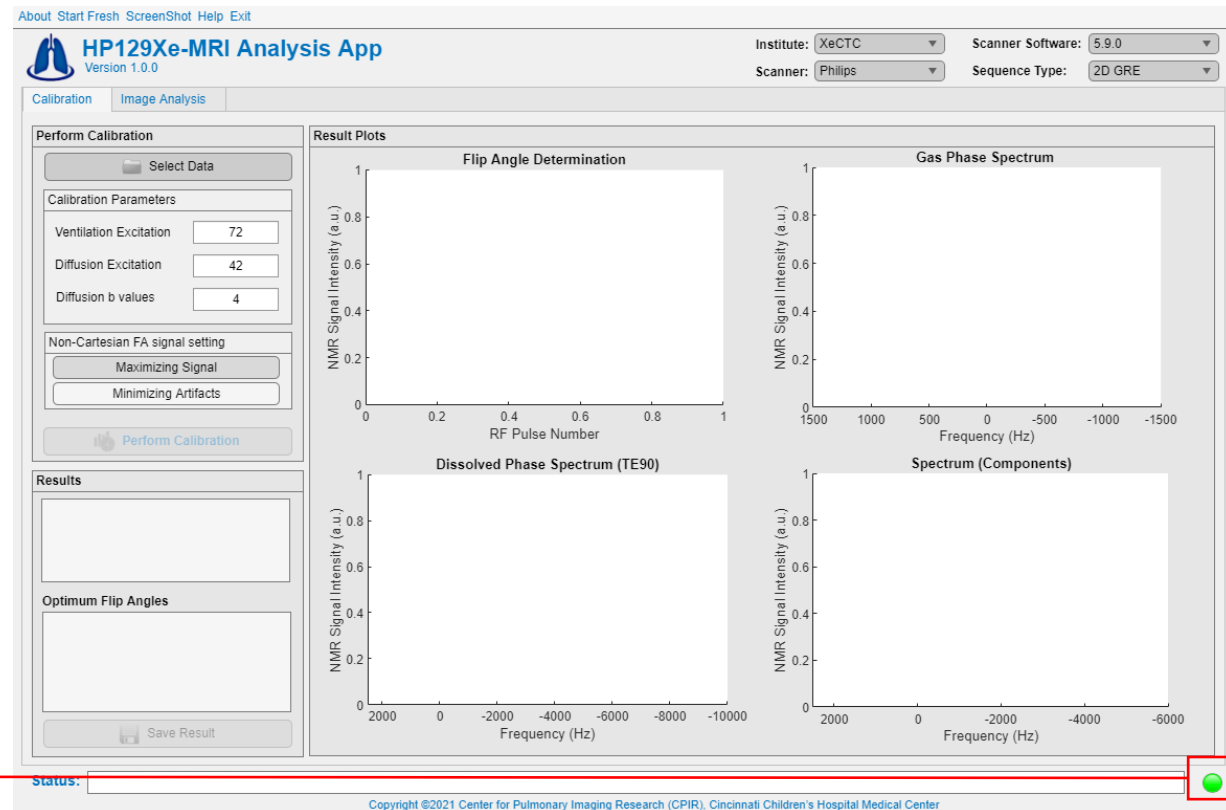 About Start Fresh ScreenShot Help Exit
HP129Xe-MRI Analysis App
Version 1.0.0
Institute: XeCTC
Scanner Software: 5.9.0
Scanner: Philips
Sequence Type: 2D GRE
Calibration
Image Analysis
Perform Calibration
Select Data
Calibration Parameters
Ventilation Excitation 72
Diffusion Excitation 42
Diffusion b values 4
Non-Cartesian FA signal setting
Maximizing Signal
Minimizing Artifacts
Perform Calibration
Results
Optimum Flip Angles
Save Result
Result Plots
Flip Angle Determination
NMR Signal Intensity (a.u.)
1
0.8
0.6
0.4
0.2
0
0 0.2 0.4 0.6 0.8 1
RF Pulse Number
Gas Phase Spectrum
NMR Signal Intensity (a.u.)
1
0.8
0.6
0.4
0.2
0
1500 1000 500 0 -500 -1000 -1500
Frequency (Hz)
Dissolved Phase Spectrum (TE90)
NMR Signal Intensity (a.u.)
1
0.8
0.6
0.4
0.2
0
2000 0 -2000 -4000 -6000 -8000 -10000
Frequency (Hz)
Spectrum (Components)
NMR Signal Intensity (a.u.)
1
0.8
0.6
0.4
0.2
0
2000 0 -2000 -4000 -6000
Frequency (Hz)
Status:
Copyright ©2021 Center for Pulmonary Imaging Research (CPIR), Cincinnati Children's Hospital Medical Center